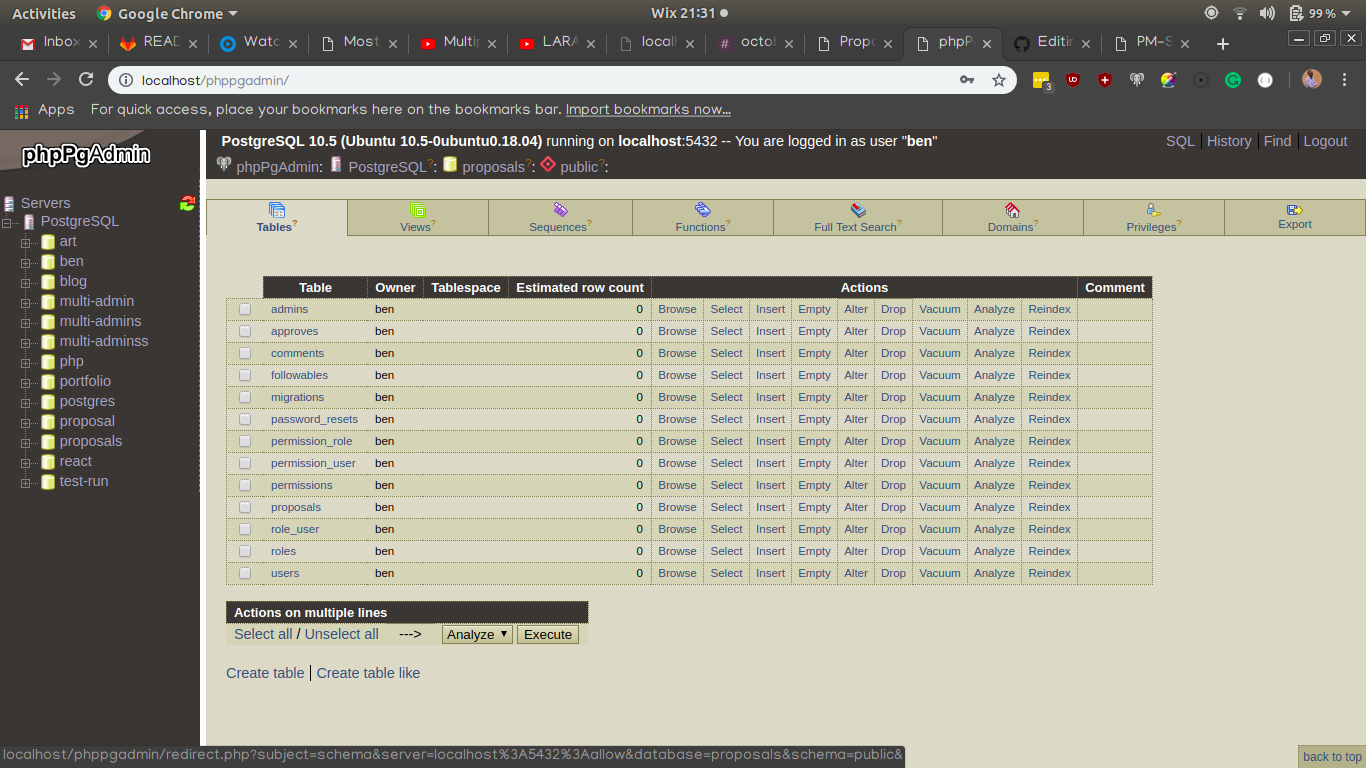 Activities Google Chrome Wix 21:31 99 %
Inbox READ Watc Most Multip LARA local # octob Propo phpP Editin PM-S
localhost/phppgadmin/ 3
Apps For quick access, place your bookmarks here on the bookmarks bar. Import bookmarks now...
phpPgAdmin
Servers
PostgreSQL
art
ben
blog
multi-admin
multi-admins
multi-adminss
php
portfolio
postgres
proposal
proposals
react
test-run
PostgreSQL 10.5 (Ubuntu 10.5-0ubuntu0.18.04) running on localhost:5432 -- You are logged in as user "ben"
SQL History Find Logout
phpPgAdmin: PostgreSQL?: proposals?: public?:
Tables? Views? Sequences? Functions? Full Text Search? Domains? Privileges? Export
Table Owner Tablespace Estimated row count Actions Comment
admins ben 0 Browse Select Insert Empty Alter Drop Vacuum Analyze Reindex
approves ben 0 Browse Select Insert Empty Alter Drop Vacuum Analyze Reindex
comments ben 0 Browse Select Insert Empty Alter Drop Vacuum Analyze Reindex
followables ben 0 Browse Select Insert Empty Alter Drop Vacuum Analyze Reindex
migrations ben 0 Browse Select Insert Empty Alter Drop Vacuum Analyze Reindex
password_resets ben 0 Browse Select Insert Empty Alter Drop Vacuum Analyze Reindex
permission_role ben 0 Browse Select Insert Empty Alter Drop Vacuum Analyze Reindex
permission_user ben 0 Browse Select Insert Empty Alter Drop Vacuum Analyze Reindex
permissions ben 0 Browse Select Insert Empty Alter Drop Vacuum Analyze Reindex
proposals ben 0 Browse Select Insert Empty Alter Drop Vacuum Analyze Reindex
role_user ben 0 Browse Select Insert Empty Alter Drop Vacuum Analyze Reindex
roles ben 0 Browse Select Insert Empty Alter Drop Vacuum Analyze Reindex
users ben 0 Browse Select Insert Empty Alter Drop Vacuum Analyze Reindex
Actions on multiple lines
Select all / Unselect all ---> Analyze Execute
Create table | Create table like
localhost/phppgadmin/redirect.php?subject=schema&server=localhost%3A5432%3Aallow&database=proposals&schema=public&
back to top